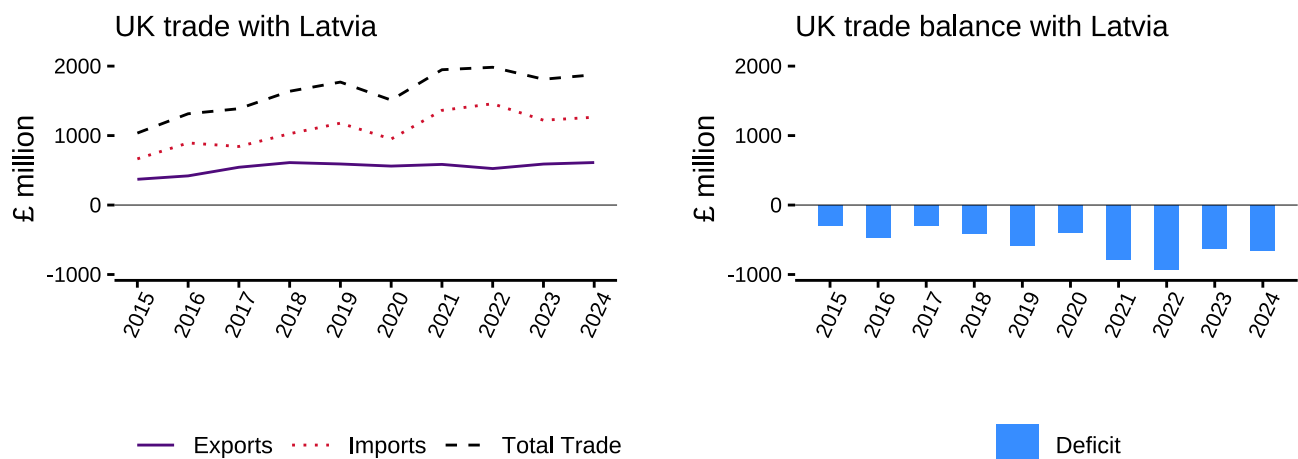 UK trade with Latvia
£ million
2000
1000
0
-1000
2015 2016 2017 2018 2019 2020 2021 2022 2023 2024
Exports Imports Total Trade
UK trade balance with Latvia
£ million
2000
1000
0
-1000
2015 2016 2017 2018 2019 2020 2021 2022 2023 2024
Deficit